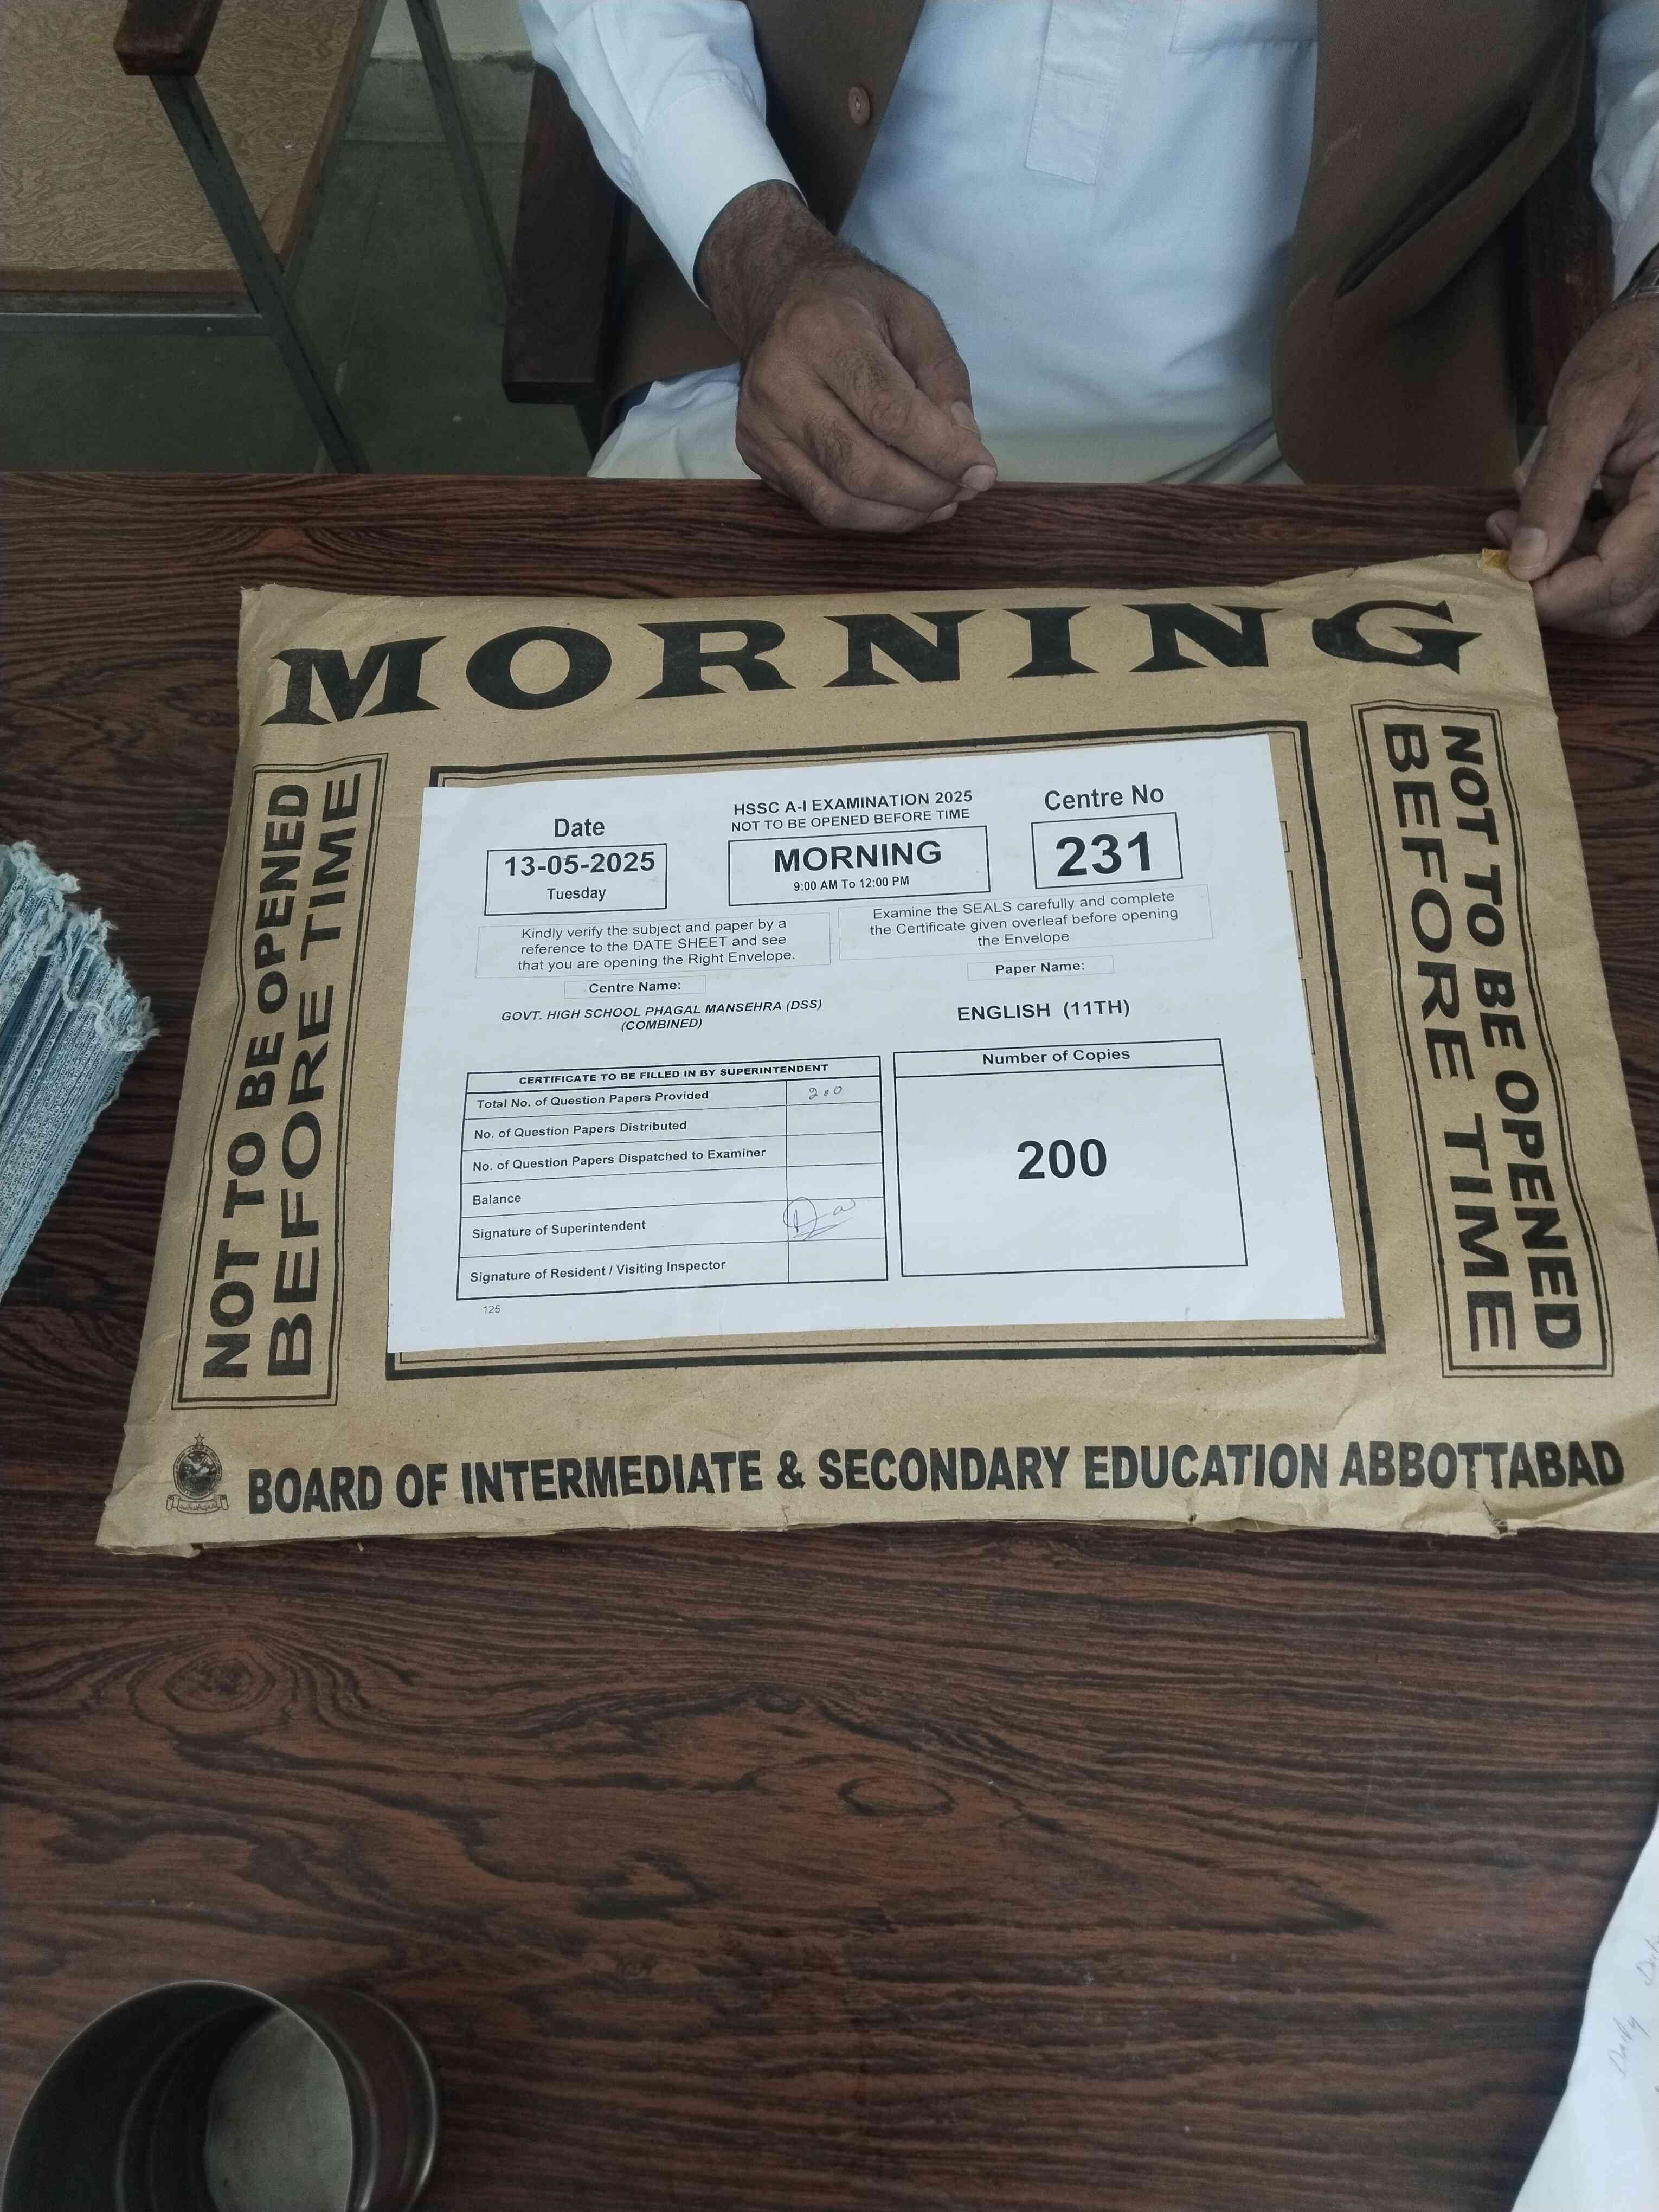 MORNING
NOT TO BE OPENED
BEFORE TIME
NOT TO BE OPENED
BEFORE TIME
Date
13-05-2025
Tuesday
HSSC A-I EXAMINATION 2025
NOT TO BE OPENED BEFORE TIME
MORNING
9:00 AM To 12:00 PM
Centre No
231
Kindly verify the subject and paper by a
reference to the DATE SHEET and see
that you are opening the Right Envelope.
Examine the SEALS carefully and complete
the Certificate given overleaf before opening
the Envelope
Centre Name:
GOVT. HIGH SCHOOL PHAGAL MANSEHRA (DSS)
(COMBINED)
Paper Name:
ENGLISH (11TH)
CERTIFICATE TO BE FILLED IN BY SUPERINTENDENT
Total No. of Question Papers Provided 200
No. of Question Papers Distributed
No. of Question Papers Dispatched to Examiner
Balance
Signature of Superintendent
Signature of Resident / Visiting Inspector
Number of Copies
200
125
BOARD OF INTERMEDIATE & SECONDARY EDUCATION ABBOTTABAD
Daily